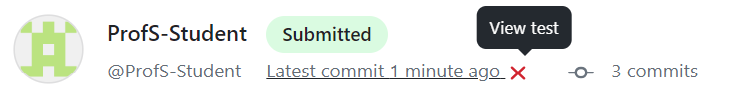 View test
ProfS-Student Submitted
@ProfS-Student Latest commit 1 minute ago 3 commits